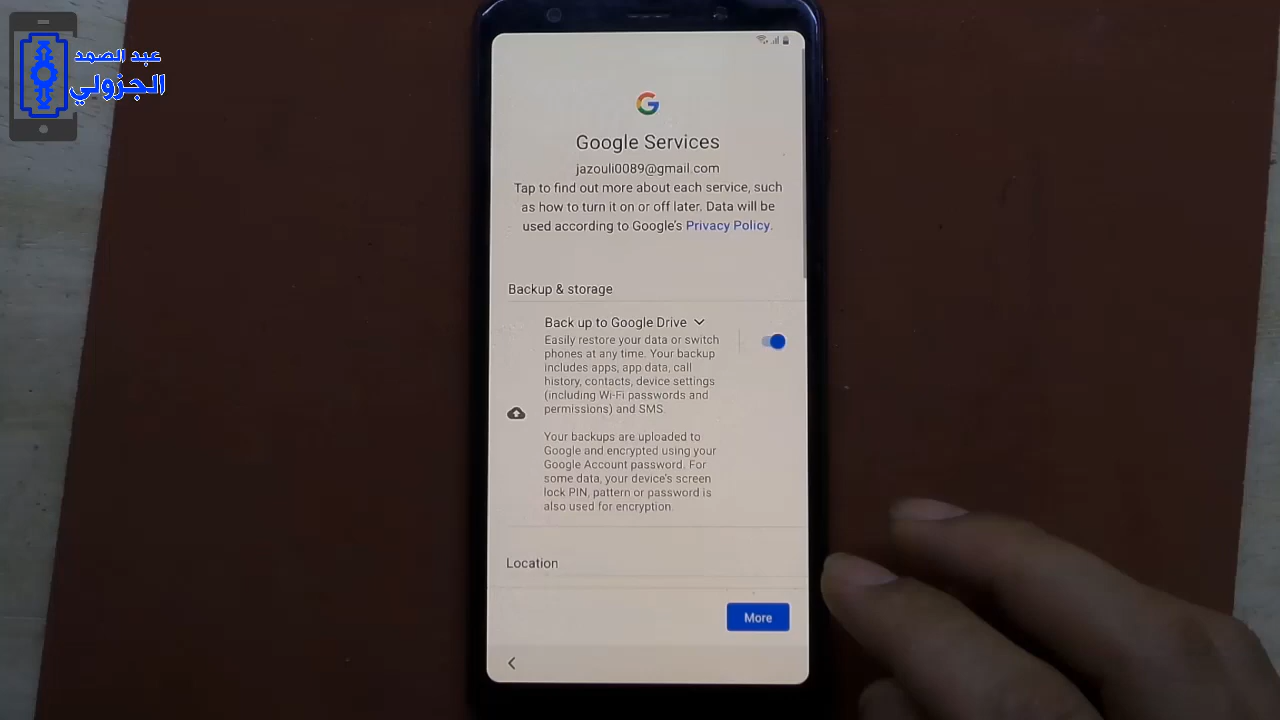 عبد الصمد
الجزولي
Google Services
jazouli0089@gmail.com
Tap to find out more about each service, such
as how to turn it on or off later. Data will be
used according to Google's Privacy Policy.
Backup & storage
Back up to Google Drive
Easily restore your data or switch
phones at any time. Your backup
includes apps, app data, call
history, contacts, device settings
(including Wi-Fi passwords and
permissions) and SMS.
Your backups are uploaded to
Google and encrypted using your
Google Account password. For
some data, your device's screen
lock PIN, pattern or password is
also used for encryption.
Location
More